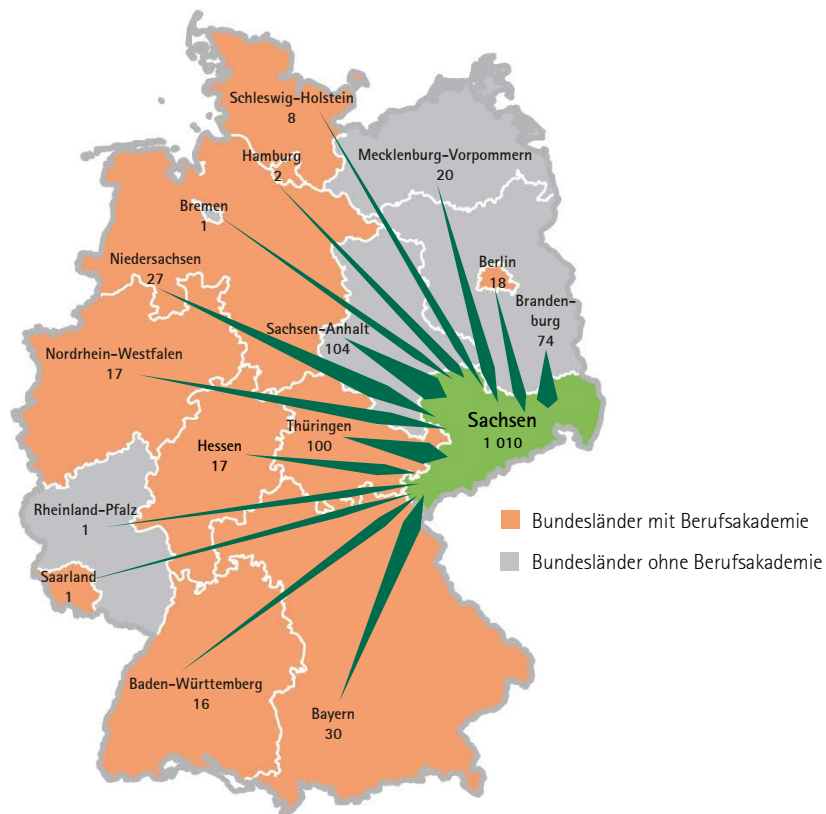 Schleswig-Holstein
8
Hamburg
2
Mecklenburg-Vorpommern
20
Bremen
1
Niedersachsen
27
Berlin
18
Branden-
burg
74
Sachsen-Anhalt
104
Nordrhein-Westfalen
17
Sachsen
1 010
Thüringen
100
Hessen
17
Rheinland-Pfalz
1
Saarland
1
Baden-Württemberg
16
Bayern
30
Bundesländer mit Berufsakademie
Bundesländer ohne Berufsakademie